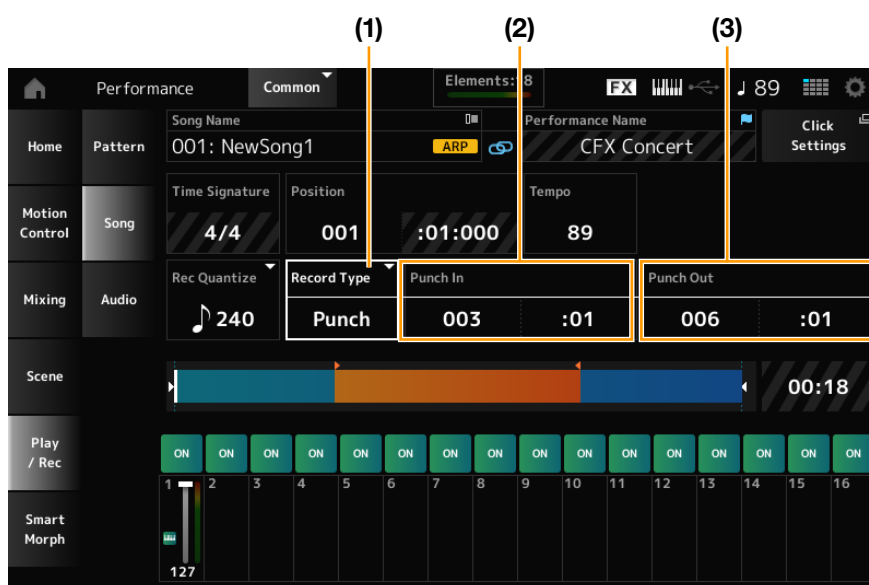 (1) (2) (3)
Performance Common Elements:18 FX 89
Song Name Performance Name
Home Pattern 001: NewSong1 ARP CFX Concert Click Settings
Time Signature Position Tempo
Motion Control Song 4/4 001 :01:000 89
Rec Quantize Record Type Punch In Punch Out
Mixing Audio 240 Punch 003 :01 006 :01
Scene 00:18
Play / Rec ON ON ON ON ON ON ON ON ON ON ON ON ON ON ON ON
1 2 3 4 5 6 7 8 9 10 11 12 13 14 15 16
Smart Morph
127